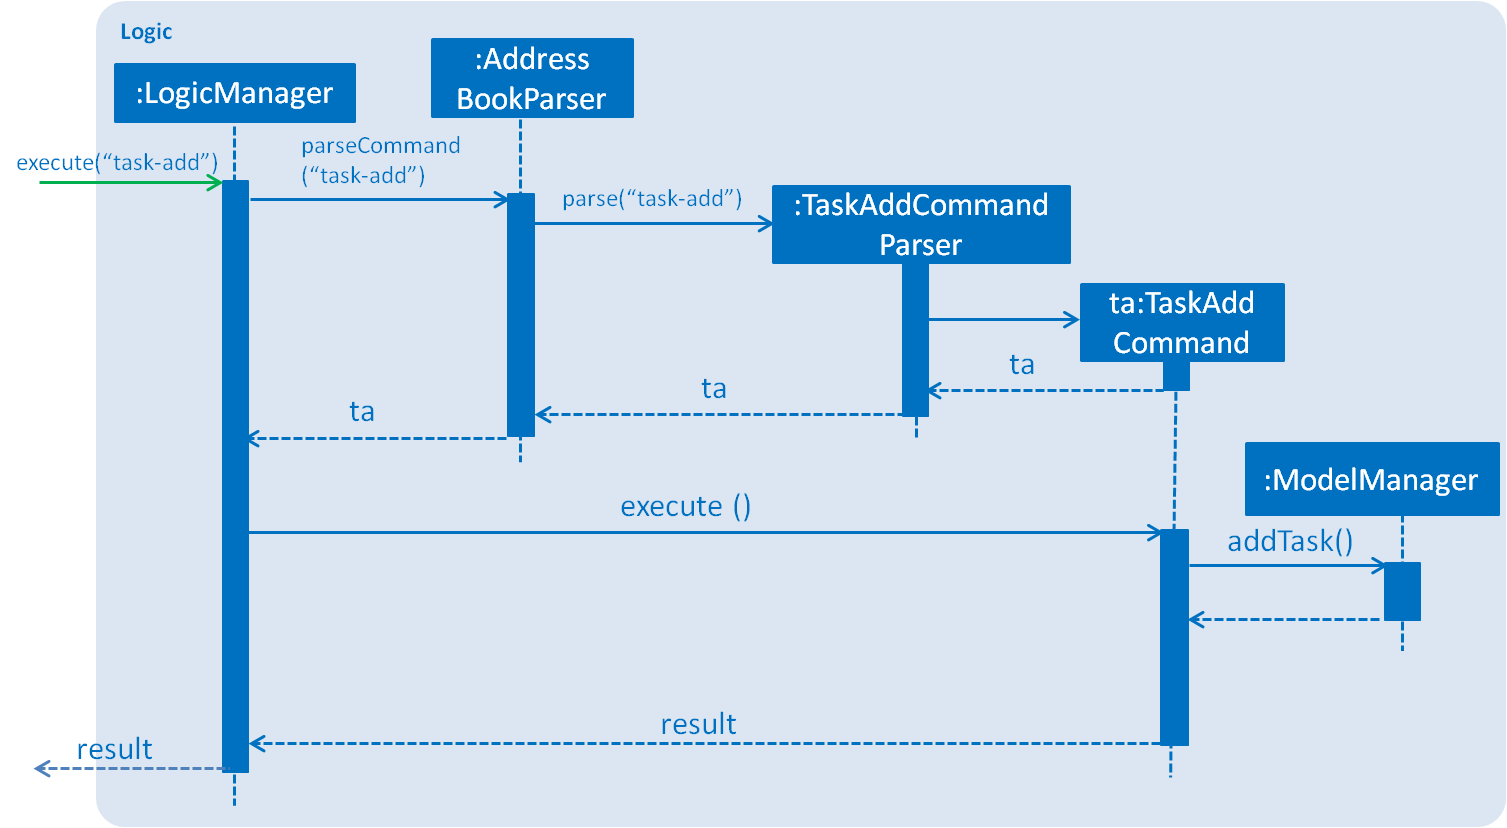 Logic
:LogicManager
:Address
BookParser
execute(“task-add”)
parseCommand
(“task-add”)
parse(“task-add”)
:TaskAddCommand
Parser
ta:TaskAdd
Command
ta
ta
ta
:ModelManager
execute ()
addTask()
result
result